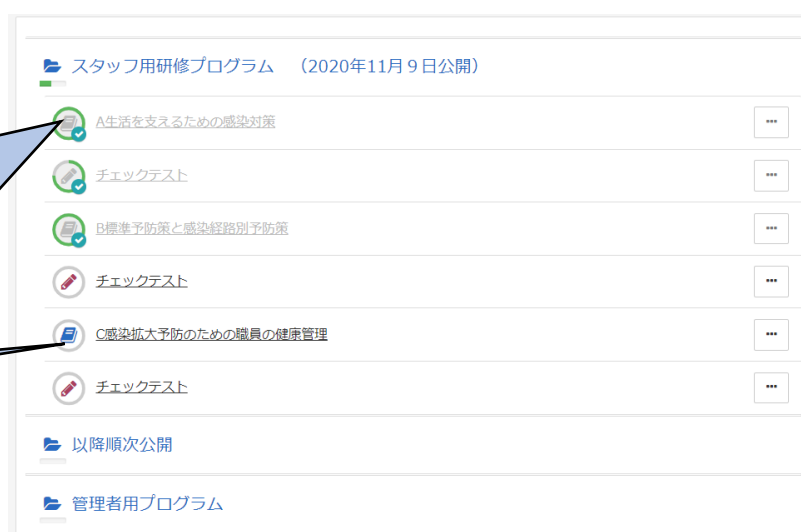 スタッフ用研修プログラム　（2020年11月９日公開）
A生活を支えるための感染対策
チェックテスト
B標準予防策と感染経路別予防策
チェックテスト
C感染拡大予防のための職員の健康管理
チェックテスト
以降順次公開
管理者用プログラム